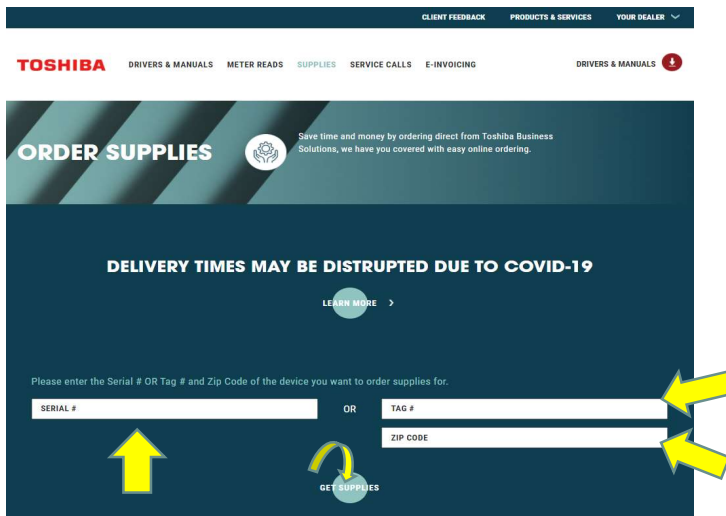 CLIENT FEEDBACK PRODUCTS & SERVICES YOUR DEALER
TOSHIBA DRIVERS & MANUALS METER READS SUPPLIES SERVICE CALLS E-INVOICING DRIVERS & MANUALS
ORDER SUPPLIES
Save time and money by ordering direct from Toshiba Business
Solutions, we have you covered with easy online ordering.
DELIVERY TIMES MAY BE DISTRUPTED DUE TO COVID-19
LEARN MORE >
Please enter the Serial # OR Tag # and Zip Code of the device you want to order supplies for.
SERIAL # OR TAG #
ZIP CODE
GET SUPPLIES